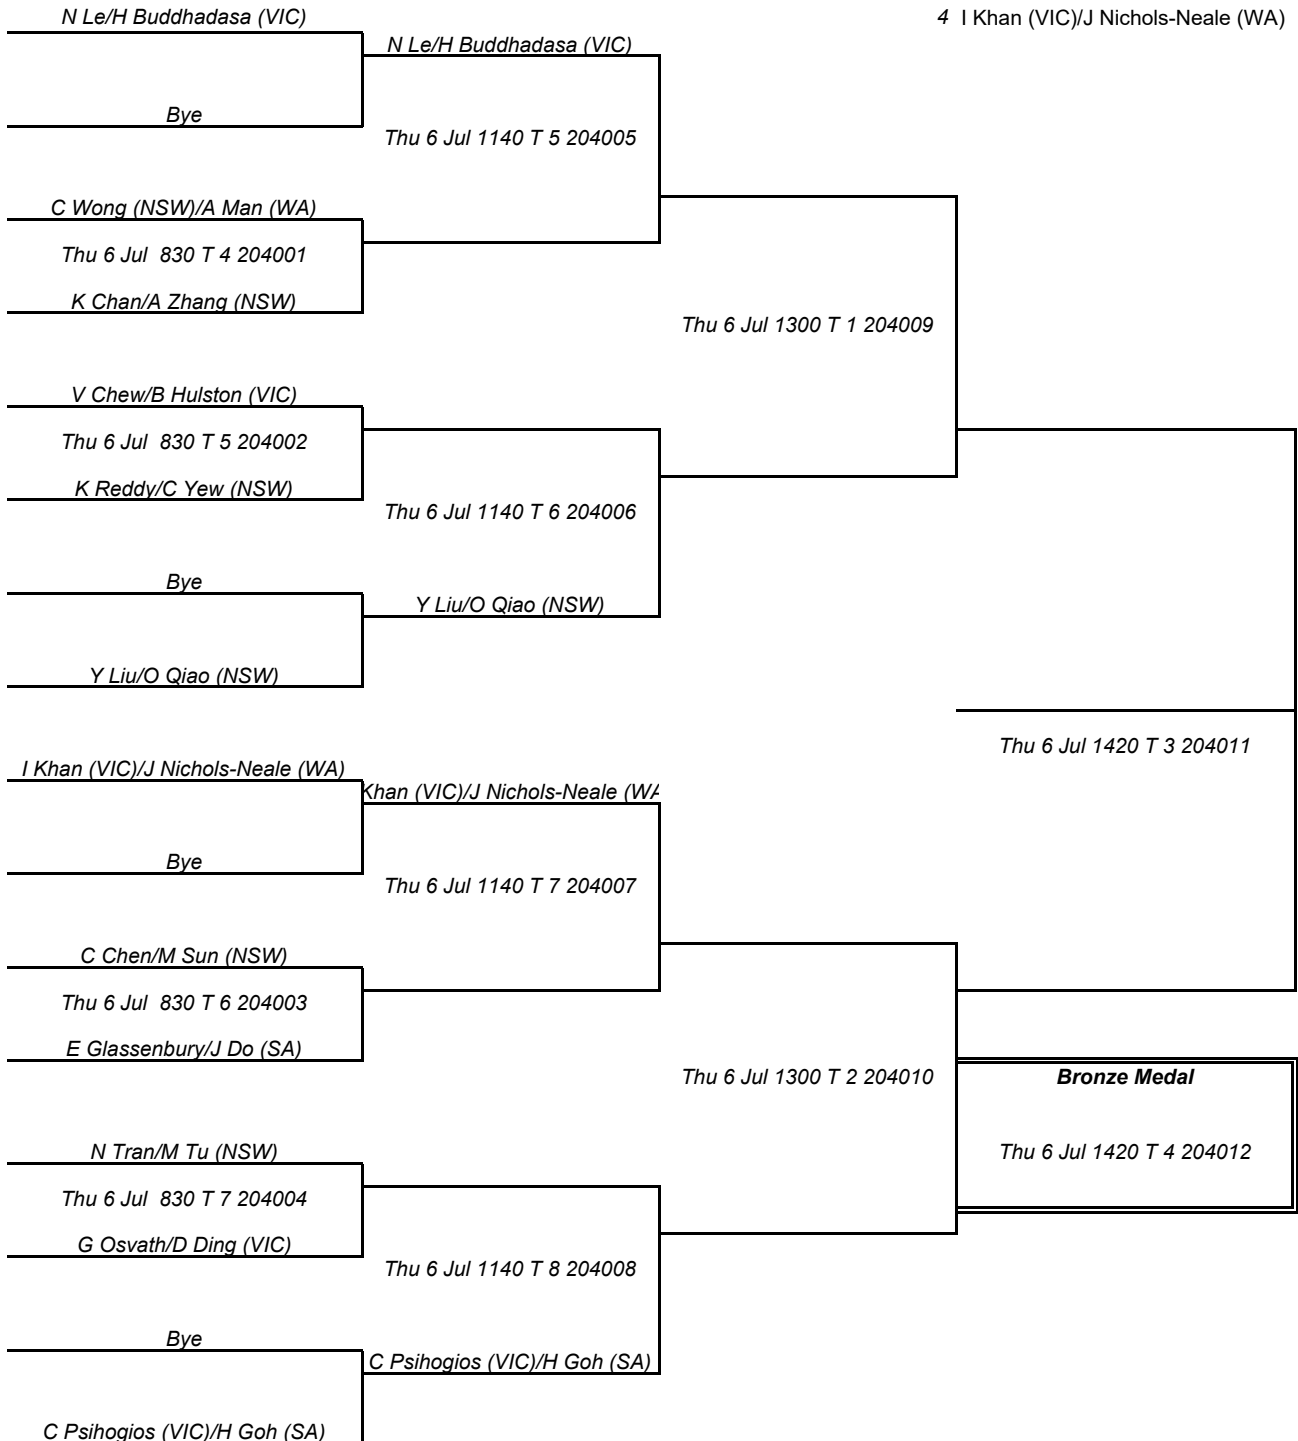 N Le/H Buddhadasa (VIC)
4 I Khan (VIC)/J Nichols-Neale (WA)
N Le/H Buddhadasa (VIC)
Bye
Thu 6 Jul 1140 T 5 204005
C Wong (NSW)/A Man (WA)
Thu 6 Jul 830 T 4 204001
K Chan/A Zhang (NSW)
Thu 6 Jul 1300 T 1 204009
V Chew/B Hulston (VIC)
Thu 6 Jul 830 T 5 204002
K Reddy/C Yew (NSW)
Thu 6 Jul 1140 T 6 204006
Bye
Y Liu/O Qiao (NSW)
Y Liu/O Qiao (NSW)
Thu 6 Jul 1420 T 3 204011
I Khan (VIC)/J Nichols-Neale (WA)
Khan (VIC)/J Nichols-Neale (WA
Bye
Thu 6 Jul 1140 T 7 204007
C Chen/M Sun (NSW)
Thu 6 Jul 830 T 6 204003
E Glassenbury/J Do (SA)
Thu 6 Jul 1300 T 2 204010
Bronze Medal
N Tran/M Tu (NSW)
Thu 6 Jul 1420 T 4 204012
Thu 6 Jul 830 T 7 204004
G Osvath/D Ding (VIC)
Thu 6 Jul 1140 T 8 204008
Bye
C Psihogios (VIC)/H Goh (SA)
C Psihogios (VIC)/H Goh (SA)